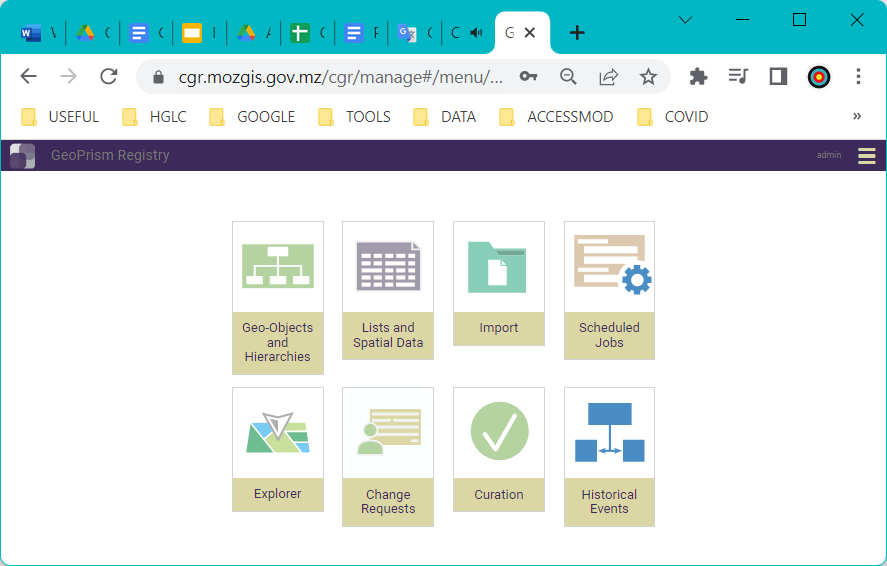 G
cgr.mozgis.gov.mz/cgr/manage#/menu/...
USEFUL HGLC GOOGLE TOOLS DATA ACCESSMOD COVID »
GeoPrism Registry admin
Geo-Objects
and
Hierarchies
Lists and
Spatial Data
Import
Scheduled
Jobs
Explorer
Change
Requests
Curation
Historical
Events